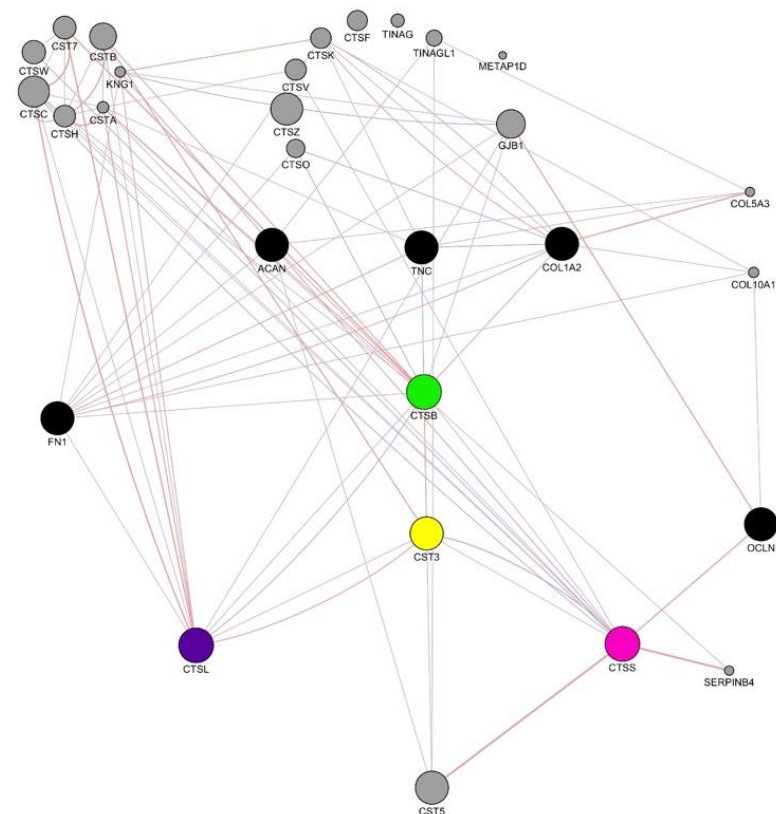 CST7
CSTB
CTSF
TINAG
CTSK
TINAGL1
CTSW
METAP1D
KNG1
CTSV
CTSC
CSTA
CTSH
CTSZ
GJB1
CTSO
COL5A3
ACAN
TNC
COL1A2
COL10A1
CTSB
FN1
CST3
OCLN
CTSL
CTSS
SERPINB4
CST5